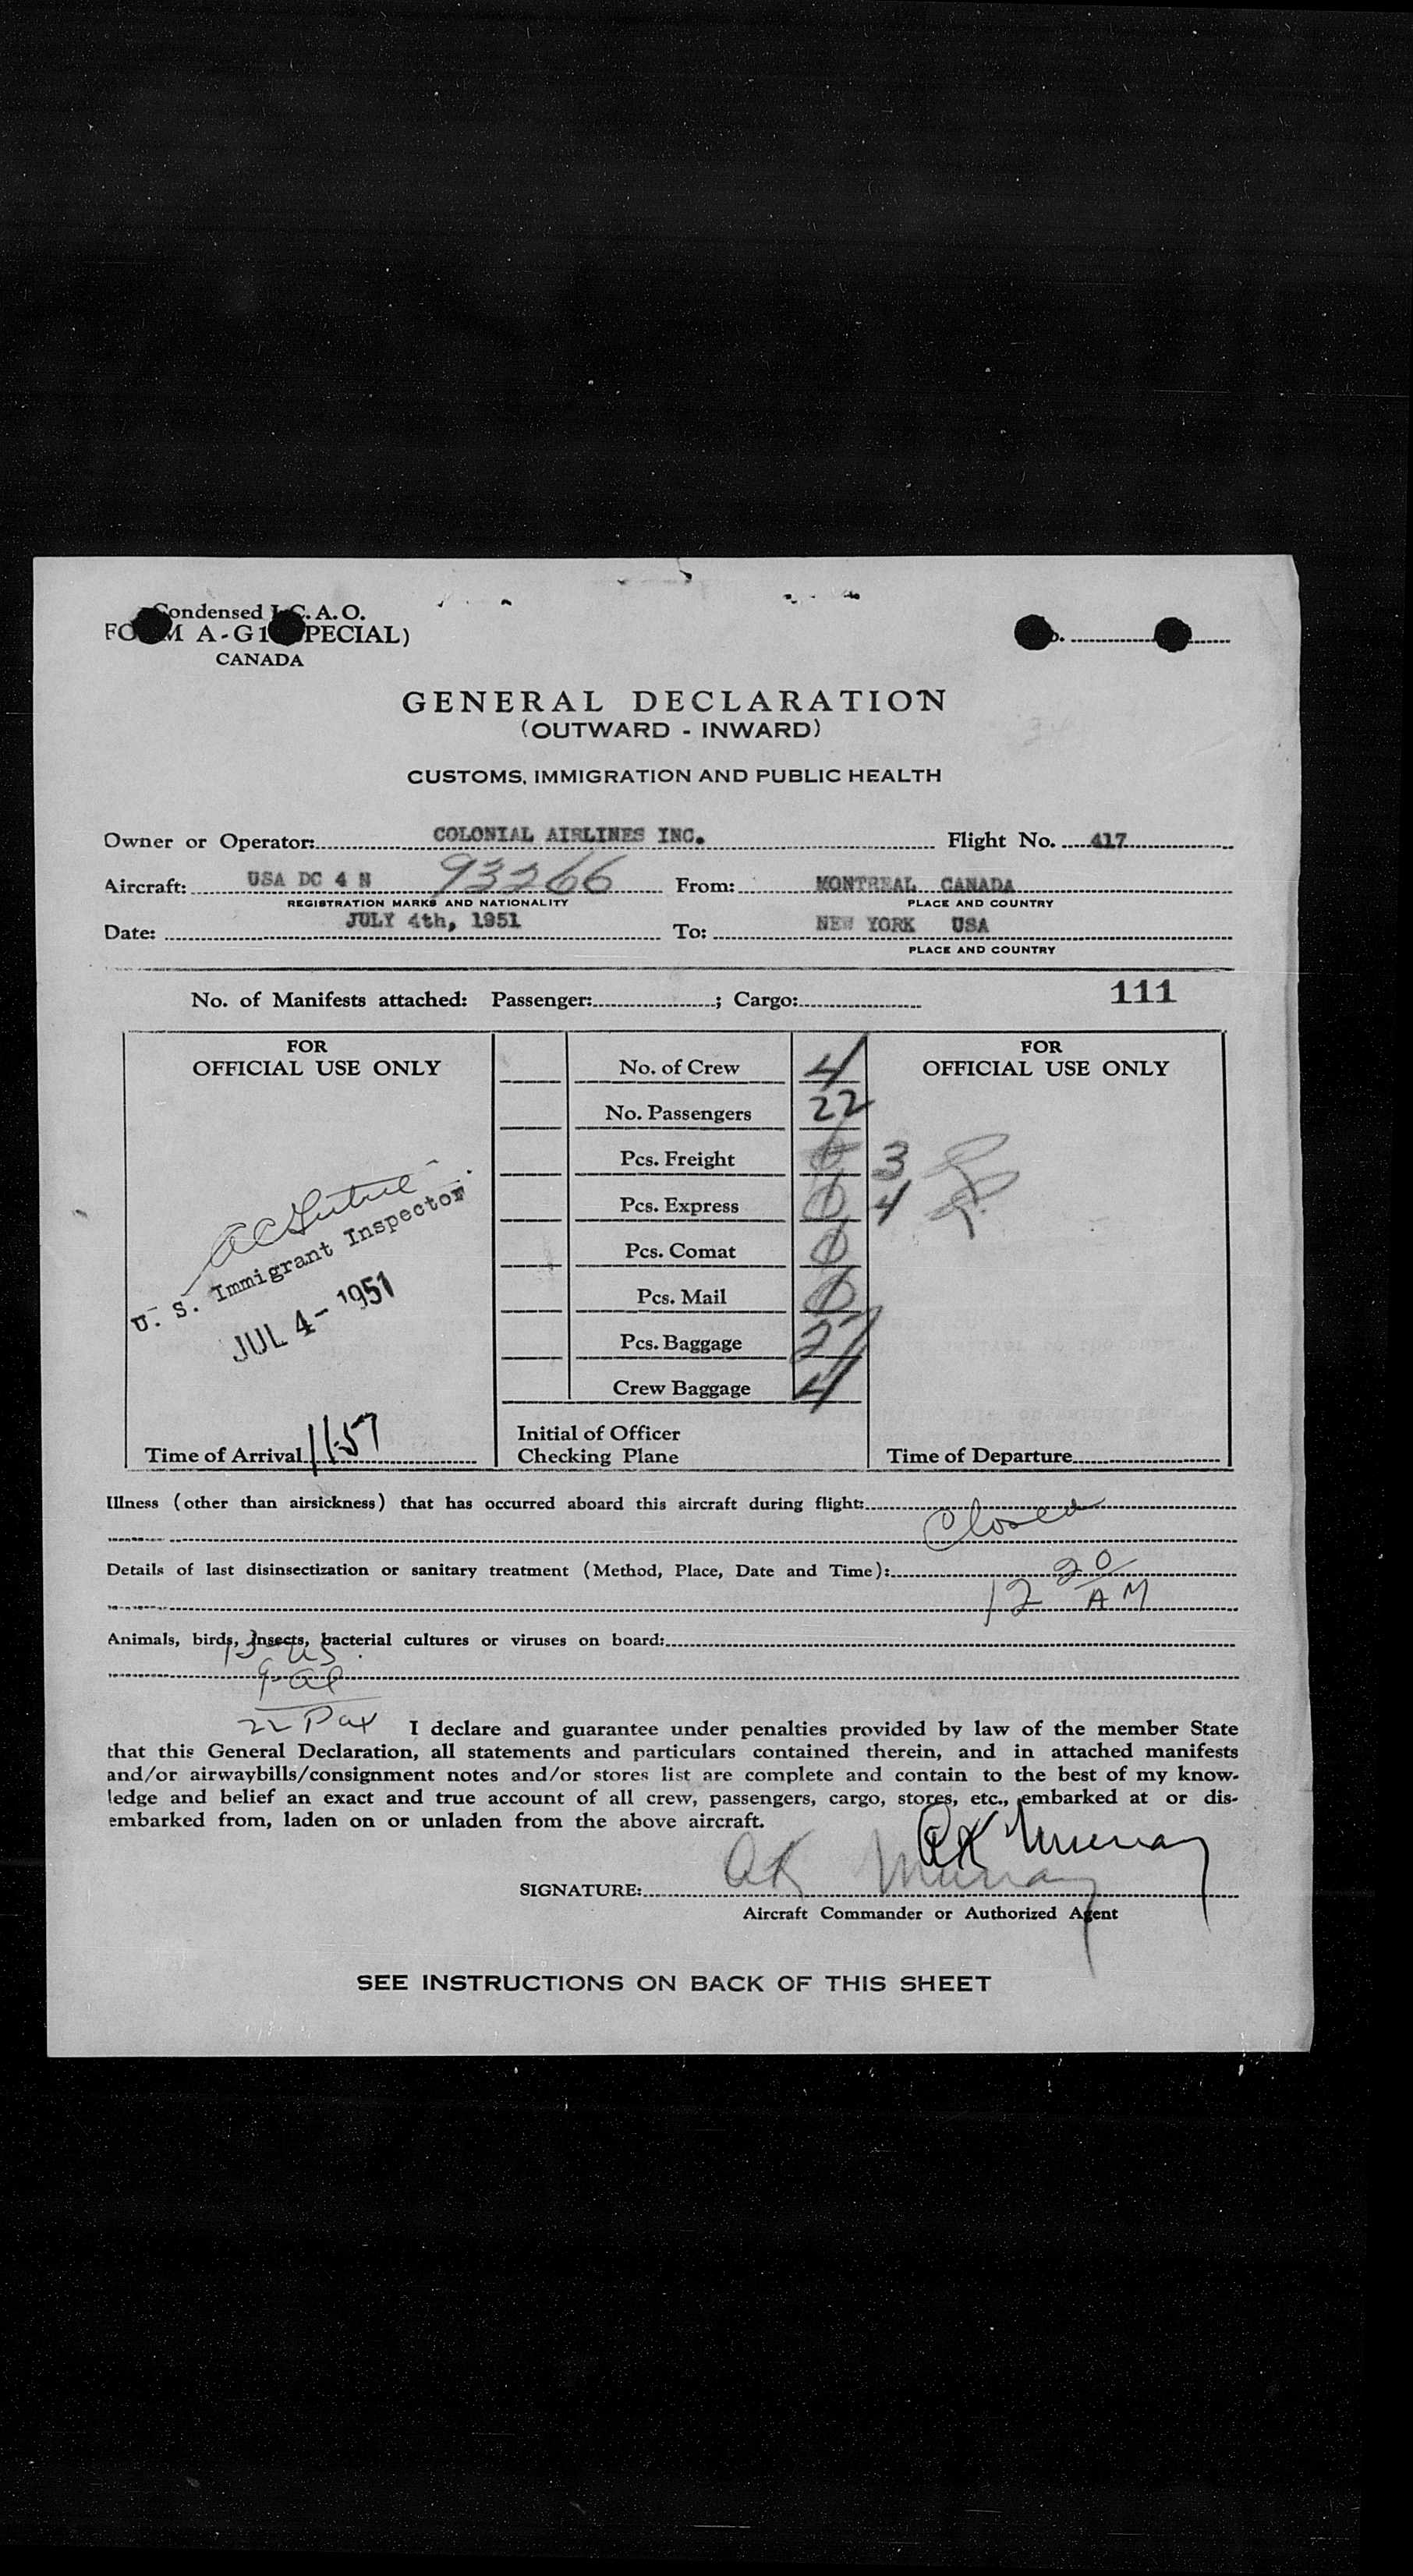 Condensed I.C.A.O.
FORM A-G1 (SPECIAL)
CANADA
GENERAL DECLARATION
(OUTWARD - INWARD)
CUSTOMS, IMMIGRATION AND PUBLIC HEALTH
Owner or Operator: COLONIAL AIRLINES INC. Flight No. 417
Aircraft: USA DC 4 N 93266 From: MONTREAL CANADA
REGISTRATION MARKS AND NATIONALITY PLACE AND COUNTRY
Date: JULY 4th, 1951 To: NEW YORK USA
PLACE AND COUNTRY
No. of Manifests attached: Passenger: ; Cargo: 111
FOR
OFFICIAL USE ONLY
U. S. Immigrant Inspector
JUL 4- 1951
Time of Arrival 11:57
No. of Crew 4
No. Passengers 22
Pcs. Freight 3
Pcs. Express 0 4
Pcs. Comat 0
Pcs. Mail 0
Pcs. Baggage 27
Crew Baggage 4
Initial of Officer
Checking Plane
FOR
OFFICIAL USE ONLY
Time of Departure
Illness (other than airsickness) that has occurred aboard this aircraft during flight:
Closed
Details of last disinsectization or sanitary treatment (Method, Place, Date and Time):
12 20 AM
Animals, birds, insects, bacterial cultures or viruses on board:
13-US
9-al
22 Pax
I declare and guarantee under penalties provided by law of the member State
that this General Declaration, all statements and particulars contained therein, and in attached manifests
and/or airwaybills/consignment notes and/or stores list are complete and contain to the best of my know-
ledge and belief an exact and true account of all crew, passengers, cargo, stores, etc., embarked at or dis-
embarked from, laden on or unladen from the above aircraft.
AK Murray
SIGNATURE: AK Murray
Aircraft Commander or Authorized Agent
SEE INSTRUCTIONS ON BACK OF THIS SHEET